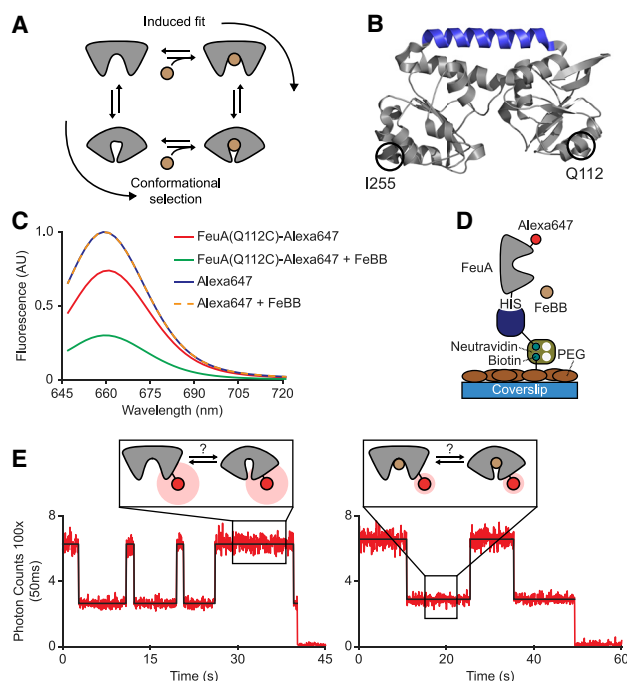 A
Induced fit
Conformational
selection
B
I255
Q112
C
1.0
0.5
0
Fluorescence (AU)
645
660
675
690
705
720
Wavelength (nm)
FeuA(Q112C)-Alexa647
FeuA(Q112C)-Alexa647 + FeBB
Alexa647
Alexa647 + FeBB
D
Alexa647
FeuA
FeBB
HIS
Neutravidin
Biotin
PEG
Coverslip
E
?
?
Photon Counts 100x
(50ms)
8
4
0
0
15
30
45
Time (s)
8
4
0
0
20
40
60
Time (s)